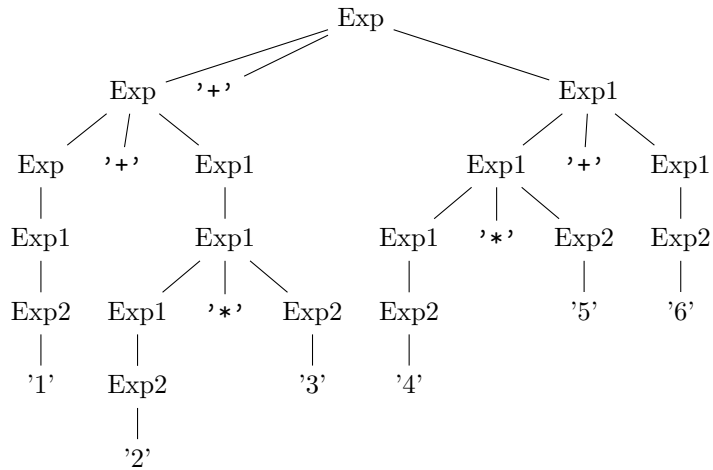 Exp
Exp '+' Exp1
Exp '+' Exp1 Exp1 '+' Exp1
Exp1 Exp1 Exp1 '*' Exp2 Exp2
Exp2 Exp1 '*' Exp2 Exp2 '5' '6'
'1' Exp2 '3' '4'
'2'